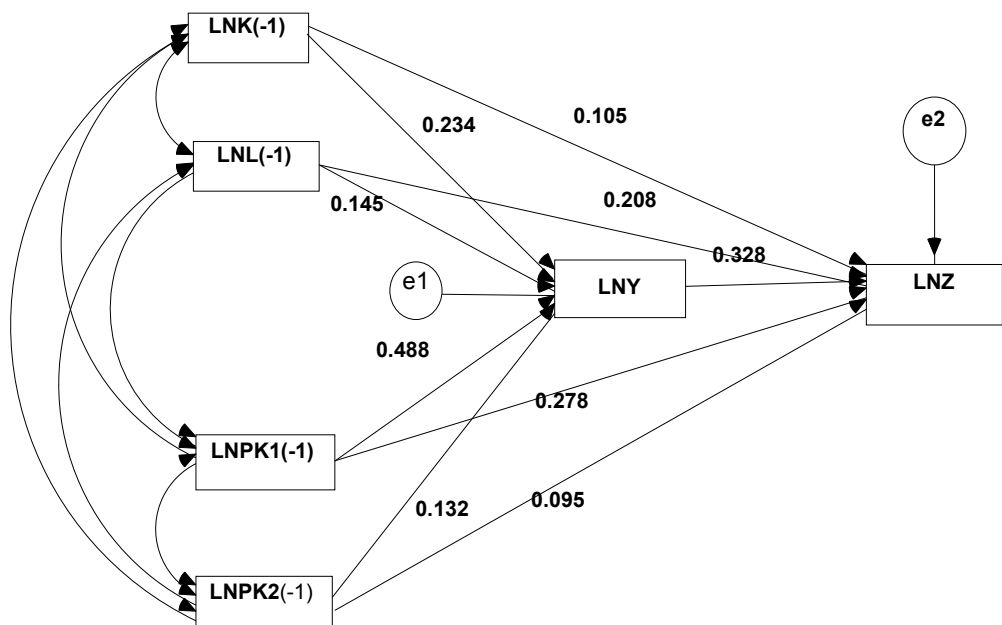 LNK(-1)
0.105
e2
0.234
LNL(-1)
0.145
0.208
0.328
e1
LNY
LNZ
0.488
0.278
LNPK1(-1)
0.132
0.095
LNPK2(-1)